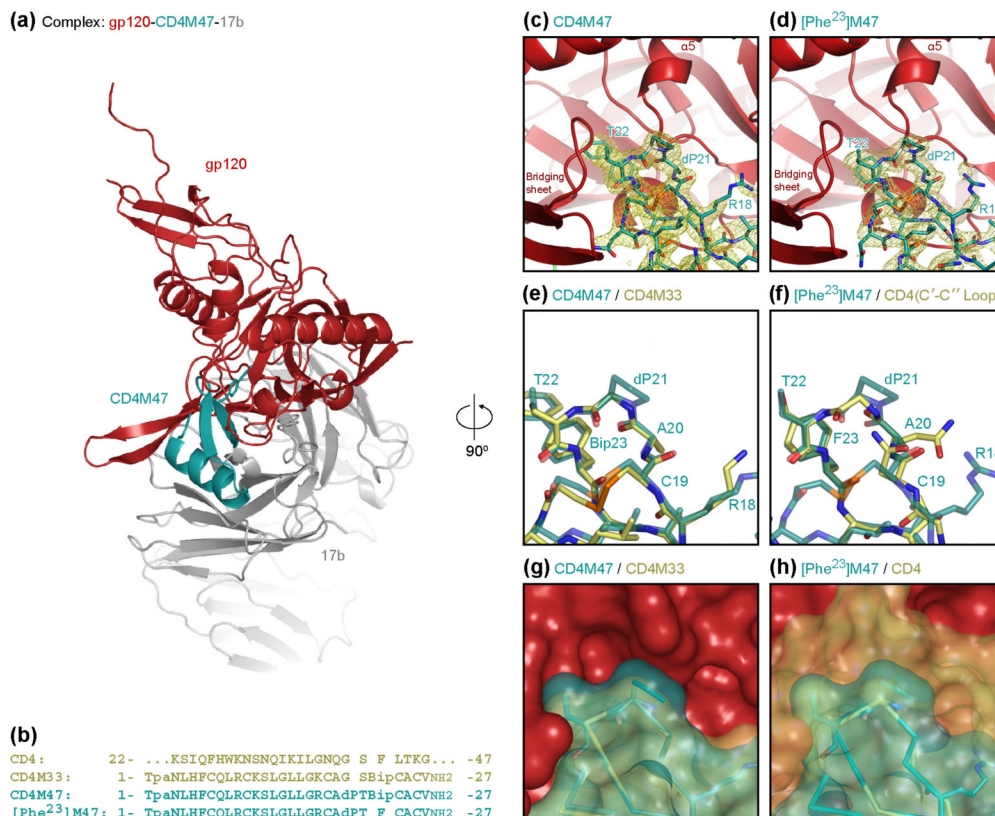 (a) Complex: gp120-CD4M47-17b
gp120
CD4M47
17b
90º
(b)
CD4: 22- ...KSIQFHWKNSNQIKILGNQG S F LTKG... -47
CD4M33: 1- TpaNLHFCQLRCKSLGLLGKCAG SBipCACVNH2 -27
CD4M47: 1- TpaNLHFCQLRCKSLGLLGRCAdPTBipCACVNH2 -27
[Phe23]M47: 1- TpaNLHFCQLRCKSLGLLGRCAdPT F CACVNH2 -27
(c) CD4M47
α5
T22
dP21
Bridging
sheet
R18
(d) [Phe23]M47
T22
dP21
Bridging
sheet
(e) CD4M47 / CD4M33
T22
dP21
Bip23
A20
C19
R18
(f) [Phe23]M47 / CD4(C′-C′′ Loop
T22
dP21
F23
A20
C19
(g) CD4M47 / CD4M33
(h) [Phe23]M47 / CD4